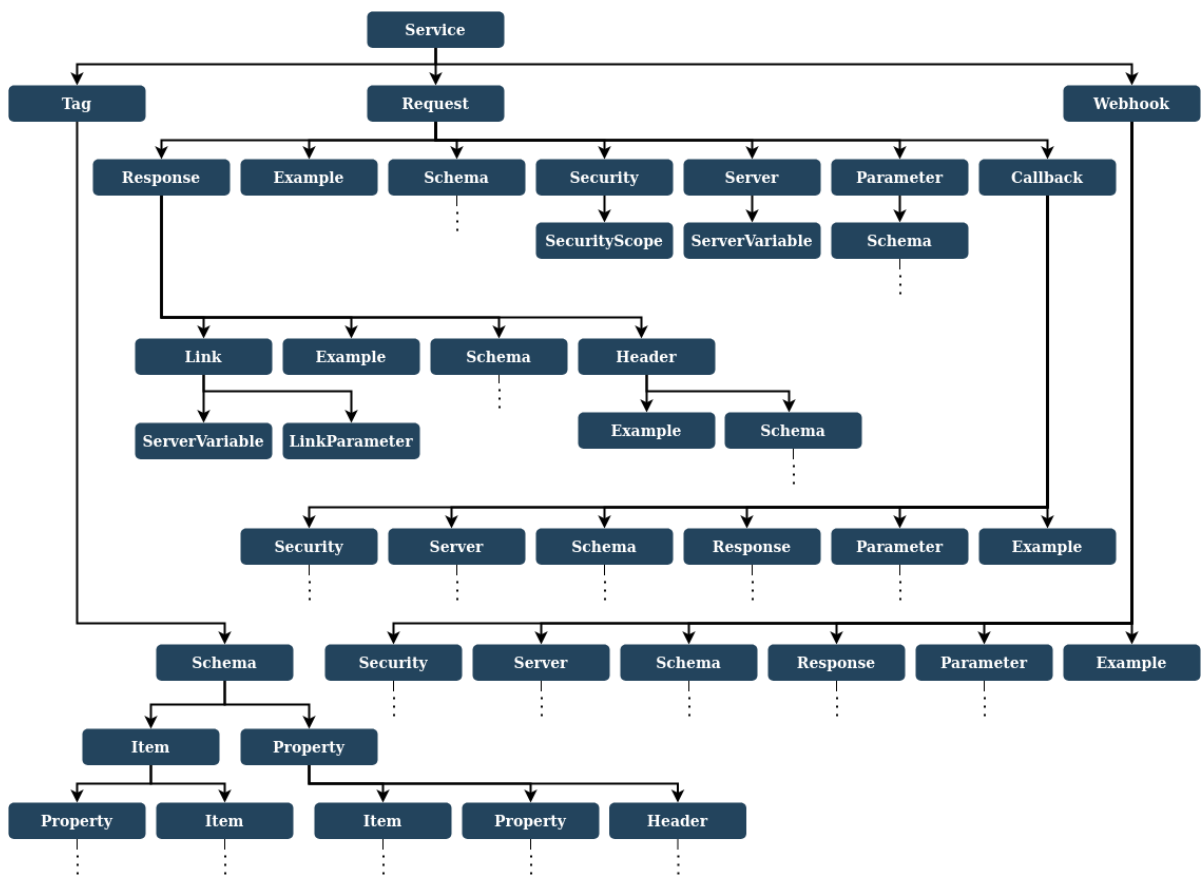 Service
Tag
Request
Webhook
Response
Example
Schema
Security
Server
Parameter
Callback
SecurityScope
ServerVariable
Schema
Link
Example
Schema
Header
ServerVariable
LinkParameter
Example
Schema
Security
Server
Schema
Response
Parameter
Example
Schema
Security
Server
Schema
Response
Parameter
Example
Item
Property
Property
Item
Item
Property
Header